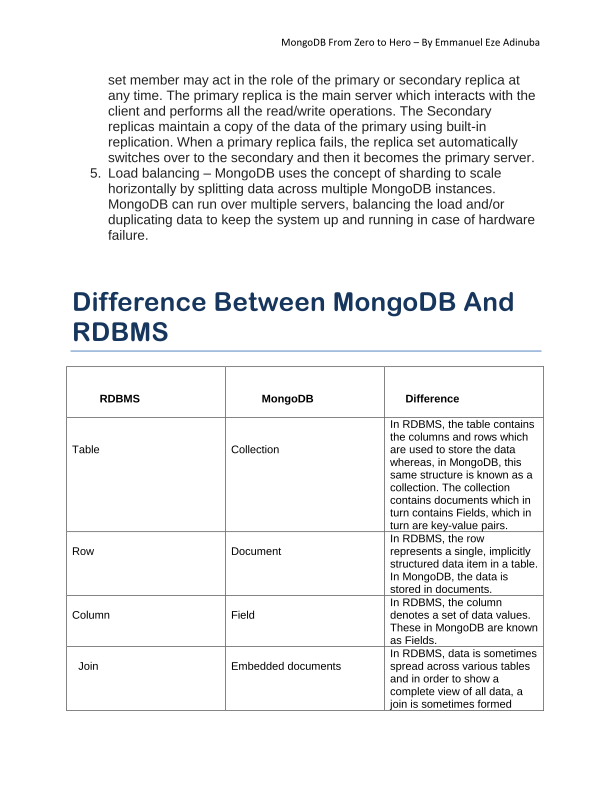 MongoDB From Zero to Hero – By Emmanuel Eze Adinuba
set member may act in the role of the primary or secondary replica at
any time. The primary replica is the main server which interacts with the
client and performs all the read/write operations. The Secondary
replicas maintain a copy of the data of the primary using built-in
replication. When a primary replica fails, the replica set automatically
switches over to the secondary and then it becomes the primary server.
5. Load balancing – MongoDB uses the concept of sharding to scale
horizontally by splitting data across multiple MongoDB instances.
MongoDB can run over multiple servers, balancing the load and/or
duplicating data to keep the system up and running in case of hardware
failure.
Difference Between MongoDB And
RDBMS
RDBMS MongoDB Difference
Table Collection
In RDBMS, the table contains
the columns and rows which
are used to store the data
whereas, in MongoDB, this
same structure is known as a
collection. The collection
contains documents which in
turn contains Fields, which in
turn are key-value pairs.
Row Document
In RDBMS, the row
represents a single, implicitly
structured data item in a table.
In MongoDB, the data is
stored in documents.
Column Field
In RDBMS, the column
denotes a set of data values.
These in MongoDB are known
as Fields.
Join Embedded documents
In RDBMS, data is sometimes
spread across various tables
and in order to show a
complete view of all data, a
join is sometimes formed